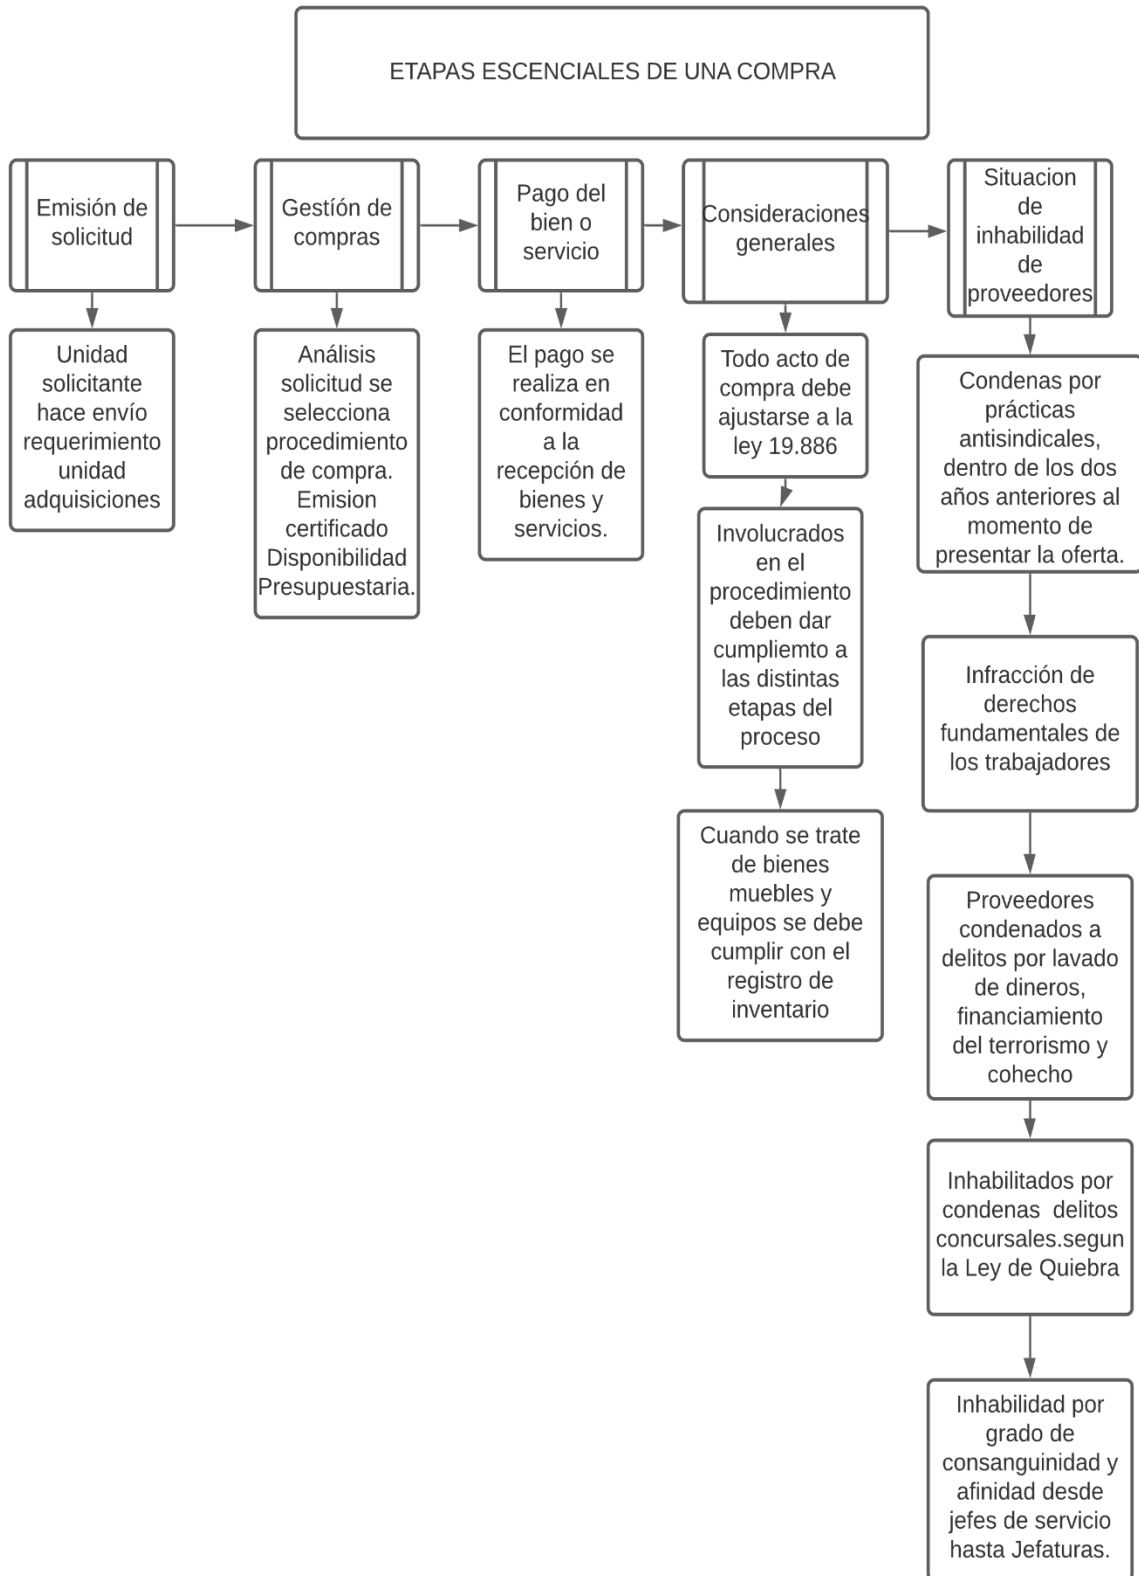 ETAPAS ESCENCIALES DE UNA COMPRA
Emisión de
solicitud
Gestíón de
compras
Pago del
bien o
servicio
Consideraciones
generales
Situacion
de
inhabilidad
de
proveedores
Unidad
solicitante
hace envío
requerimiento
unidad
adquisiciones
Análisis
solicitud se
selecciona
procedimiento
de compra.
Emision
certificado
Disponibilidad
Presupuestaria.
El pago se
realiza en
conformidad
a la
recepción de
bienes y
servicios.
Todo acto de
compra debe
ajustarse a la
ley 19.886
Involucrados
en el
procedimiento
deben dar
cumpliemto a
las distintas
etapas del
proceso
Cuando se trate
de bienes
muebles y
equipos se debe
cumplir con el
registro de
inventario
Condenas por
prácticas
antisindicales,
dentro de los dos
años anteriores al
momento de
presentar la oferta.
Infracción de
derechos
fundamentales de
los trabajadores
Proveedores
condenados a
delitos por lavado
de dineros,
financiamiento
del terrorismo y
cohecho
Inhabilitados por
condenas  delitos
concursales.segun
la Ley de Quiebra
Inhabilidad por
grado de
consanguinidad y
afinidad desde
jefes de servicio
hasta Jefaturas.